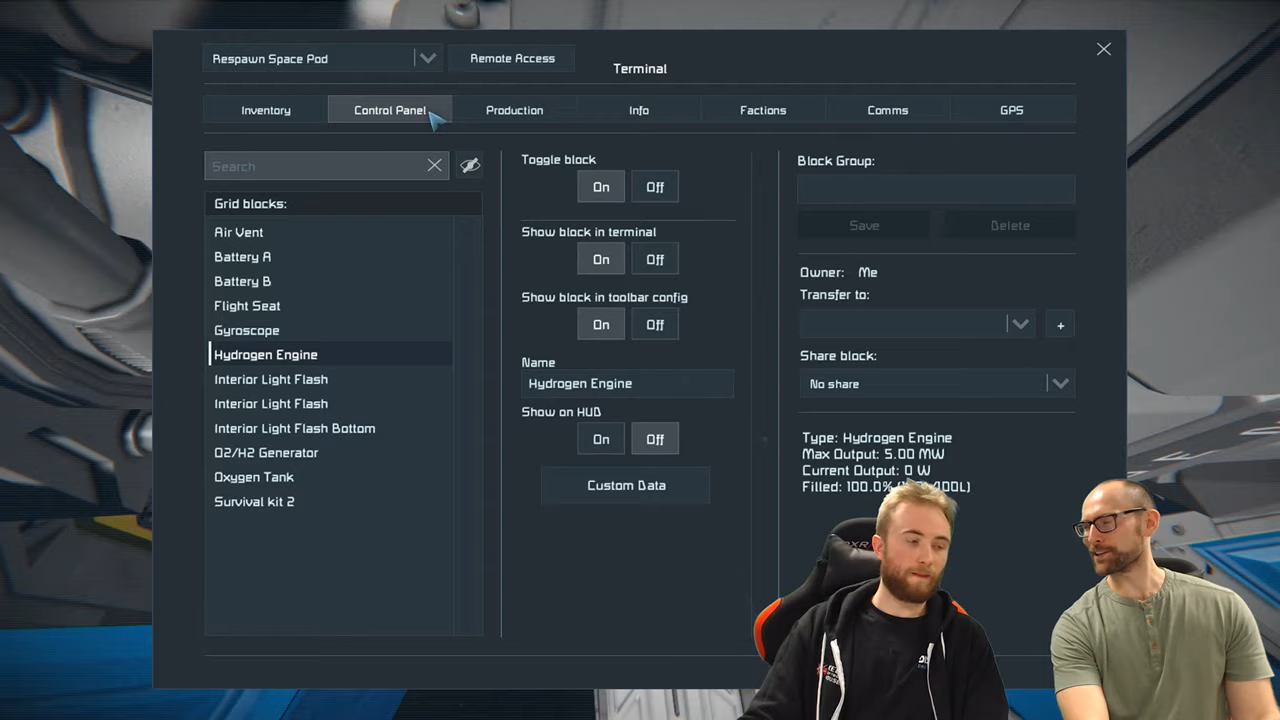 Respawn Space Pod
Remote Access
Terminal
Inventory
Control Panel
Production
Info
Factions
Comms
GPS
Search
Grid blocks:
Air Vent
Battery A
Battery B
Flight Seat
Gyroscope
Hydrogen Engine
Interior Light Flash
Interior Light Flash
Interior Light Flash Bottom
O2/H2 Generator
Oxygen Tank
Survival kit 2
Toggle block
On Off
Show block in terminal
On Off
Show block in toolbar config
On Off
Name
Hydrogen Engine
Show on HUD
On Off
Custom Data
Block Group:
Save Delete
Owner: Me
Transfer to:
+
Share block:
No share
Type: Hydrogen Engine
Max Output: 5.00 MW
Current Output: 0 W
Filled: 100.0%